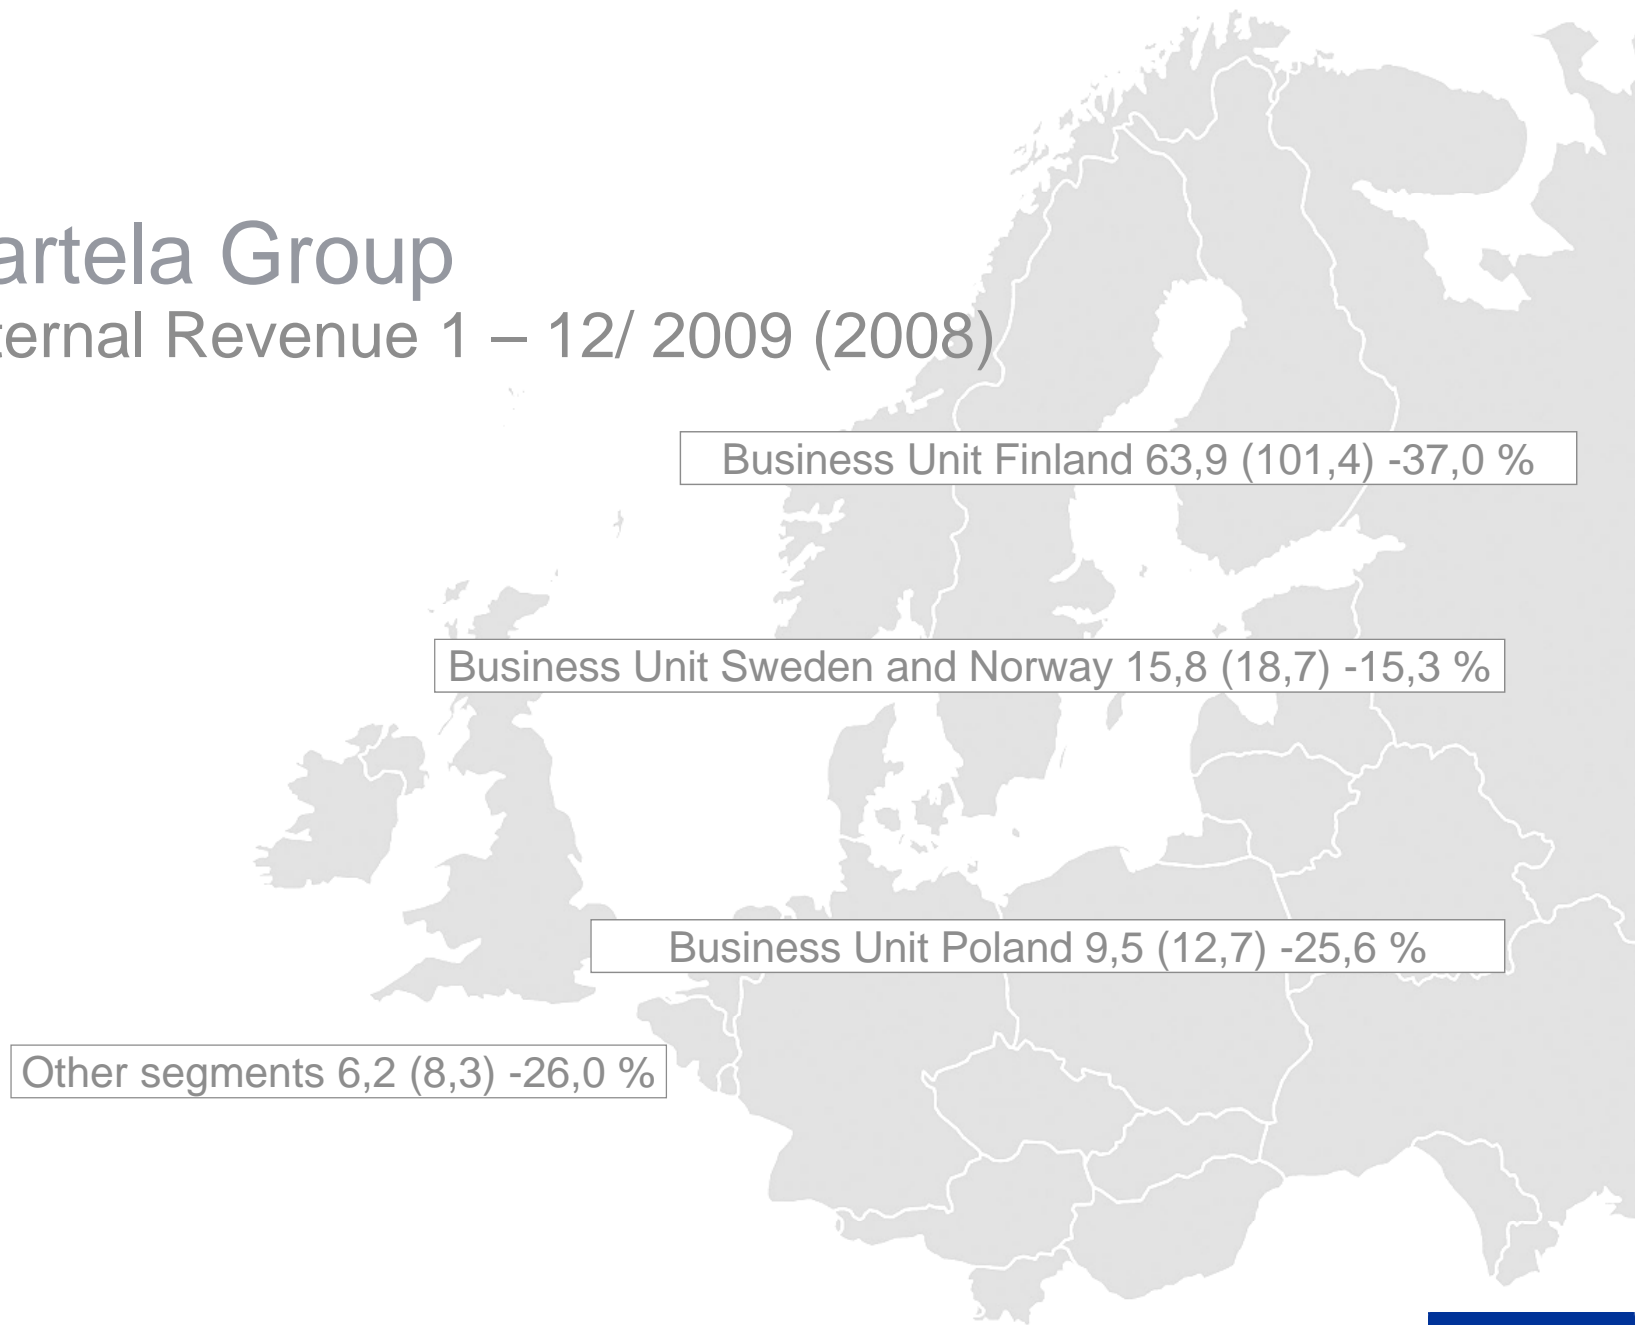 artela Group
ternal Revenue 1 – 12/ 2009 (2008)
Business Unit Finland 63,9 (101,4) -37,0 %
Business Unit Sweden and Norway 15,8 (18,7) -15,3 %
Business Unit Poland 9,5 (12,7) -25,6 %
Other segments 6,2 (8,3) -26,0 %